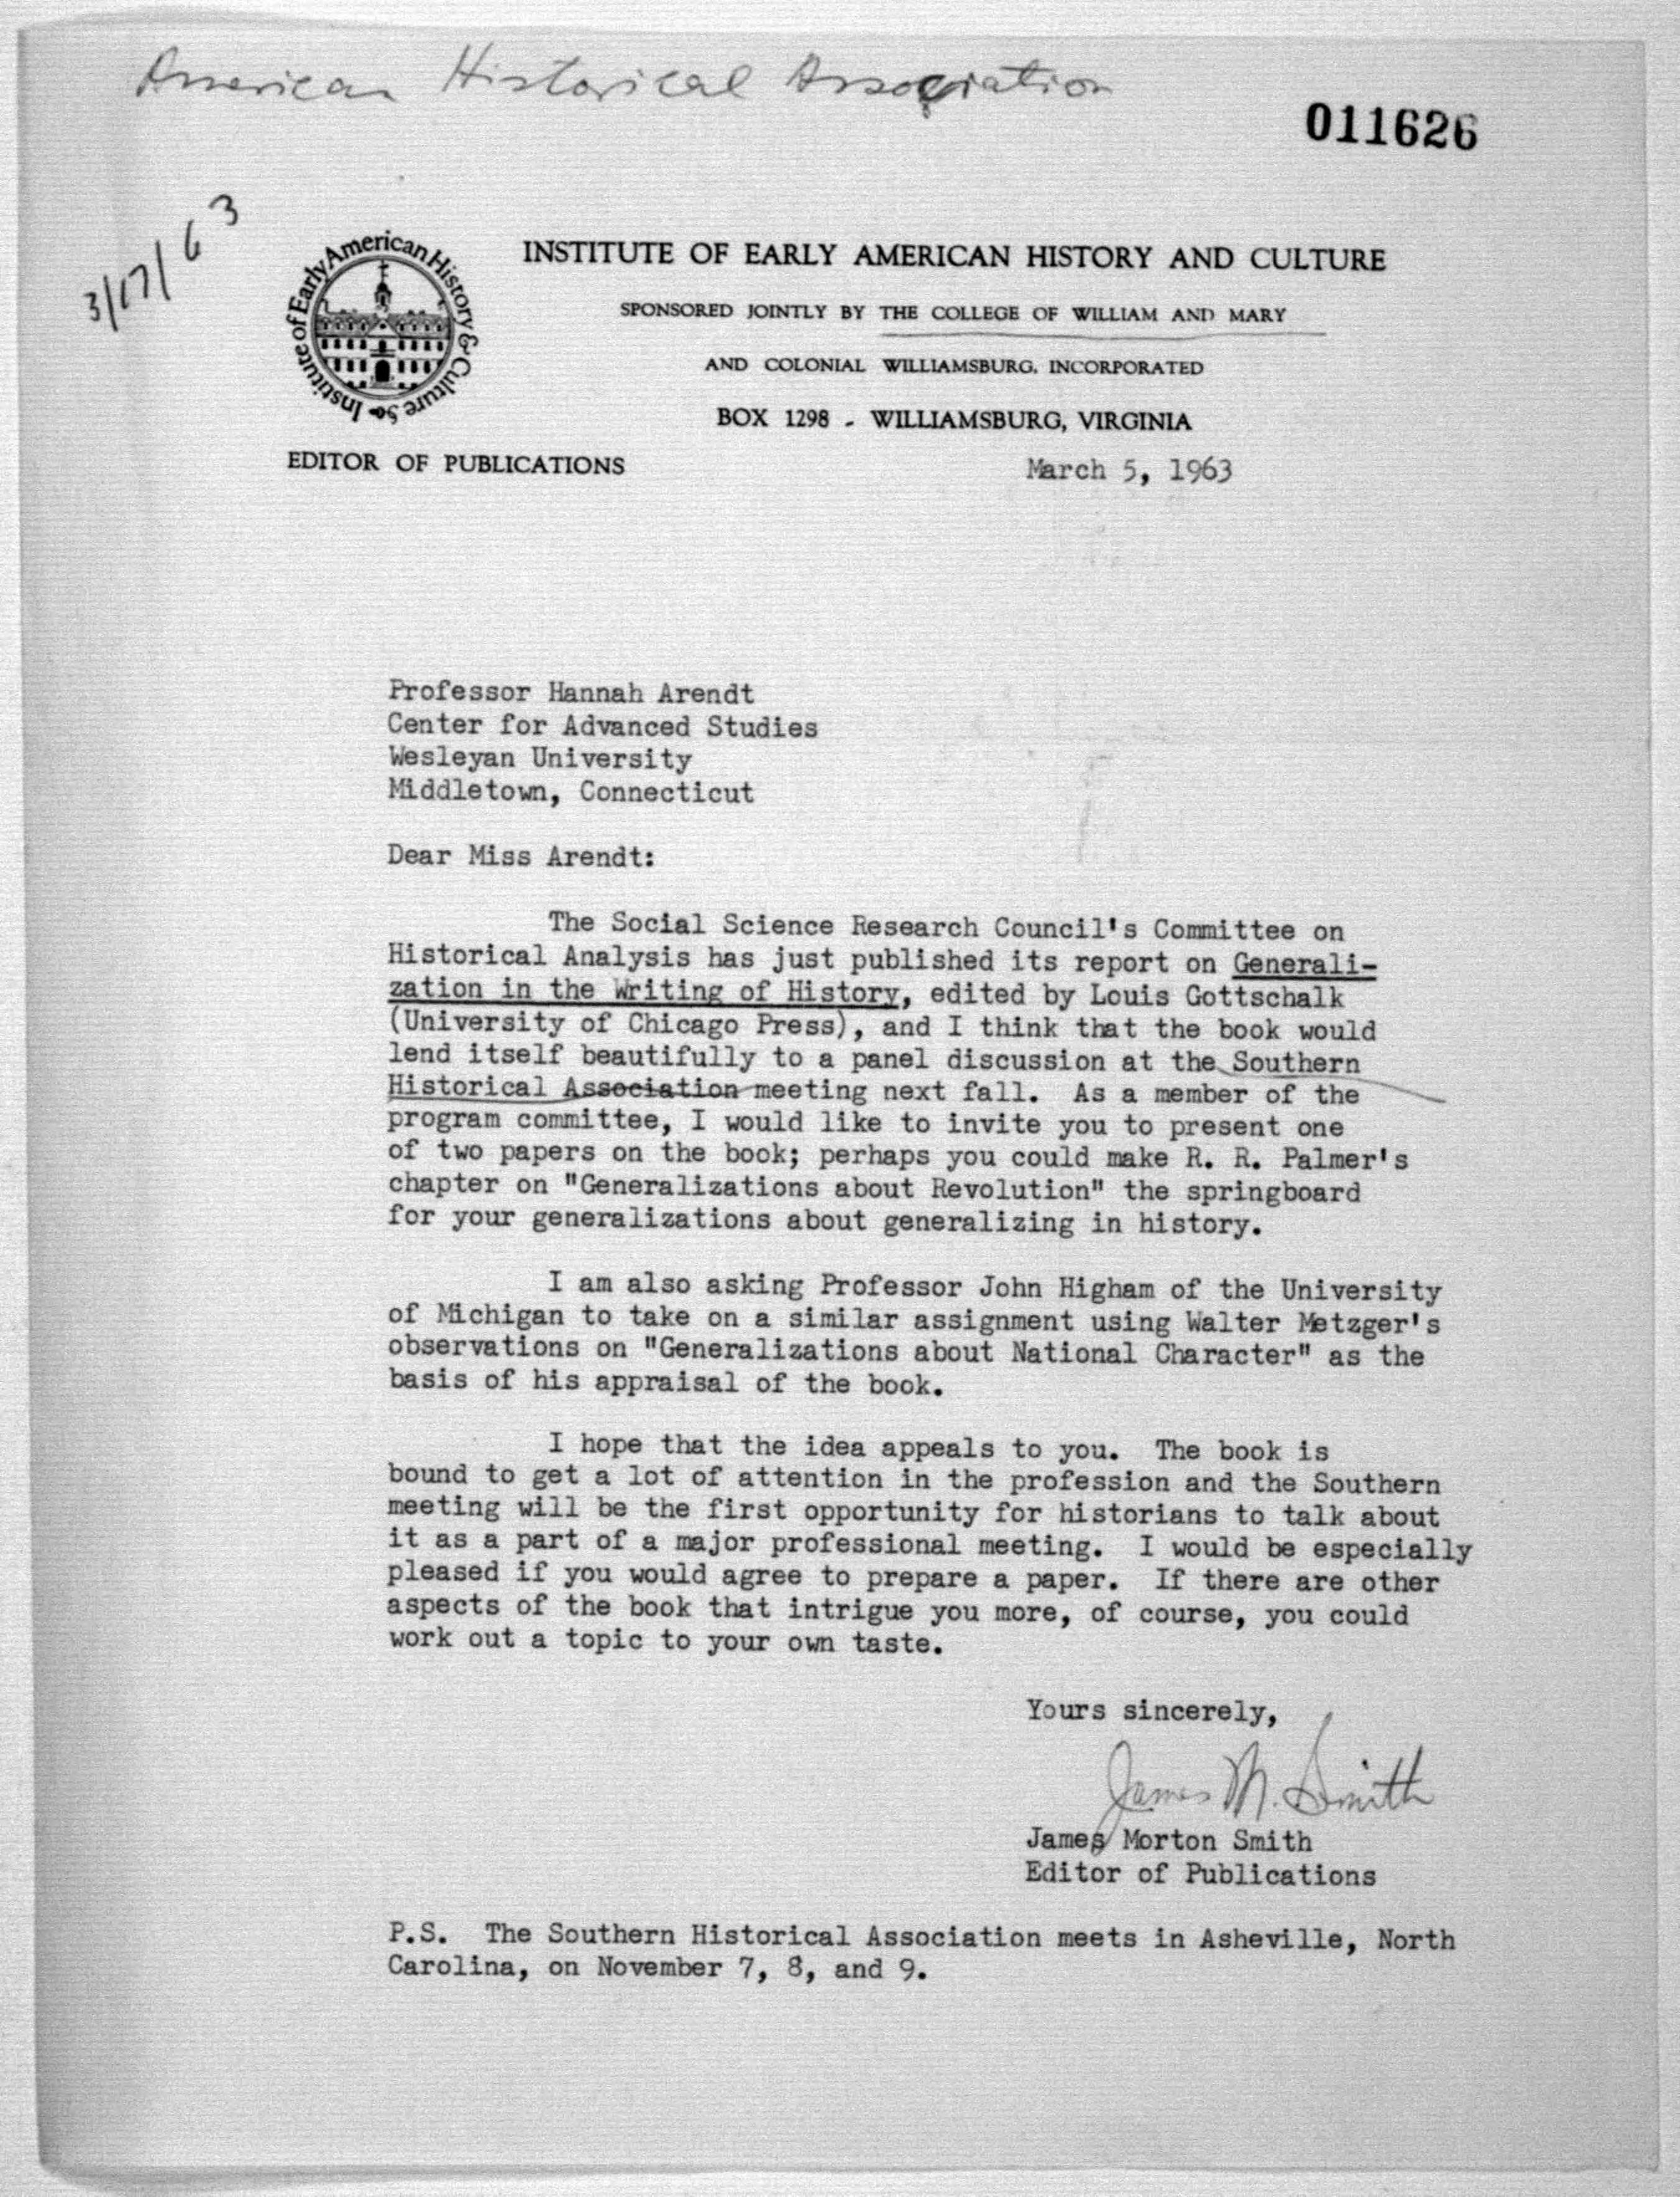 American Historical Association
011626
3/17/63
Institute of Early American History & Culture
INSTITUTE OF EARLY AMERICAN HISTORY AND CULTURE
SPONSORED JOINTLY BY THE COLLEGE OF WILLIAM AND MARY
AND COLONIAL WILLIAMSBURG, INCORPORATED
BOX 1298 - WILLIAMSBURG, VIRGINIA
EDITOR OF PUBLICATIONS
March 5, 1963
Professor Hannah Arendt
Center for Advanced Studies
Wesleyan University
Middletown, Connecticut
Dear Miss Arendt:
The Social Science Research Council's Committee on
Historical Analysis has just published its report on Generali-
zation in the Writing of History, edited by Louis Gottschalk
(University of Chicago Press), and I think that the book would
lend itself beautifully to a panel discussion at the Southern
Historical Association meeting next fall. As a member of the
program committee, I would like to invite you to present one
of two papers on the book; perhaps you could make R. R. Palmer's
chapter on "Generalizations about Revolution" the springboard
for your generalizations about generalizing in history.
I am also asking Professor John Higham of the University
of Michigan to take on a similar assignment using Walter Metzger's
observations on "Generalizations about National Character" as the
basis of his appraisal of the book.
I hope that the idea appeals to you. The book is
bound to get a lot of attention in the profession and the Southern
meeting will be the first opportunity for historians to talk about
it as a part of a major professional meeting. I would be especially
pleased if you would agree to prepare a paper. If there are other
aspects of the book that intrigue you more, of course, you could
work out a topic to your own taste.
Yours sincerely,
James M. Smith
James Morton Smith
Editor of Publications
P.S. The Southern Historical Association meets in Asheville, North
Carolina, on November 7, 8, and 9.